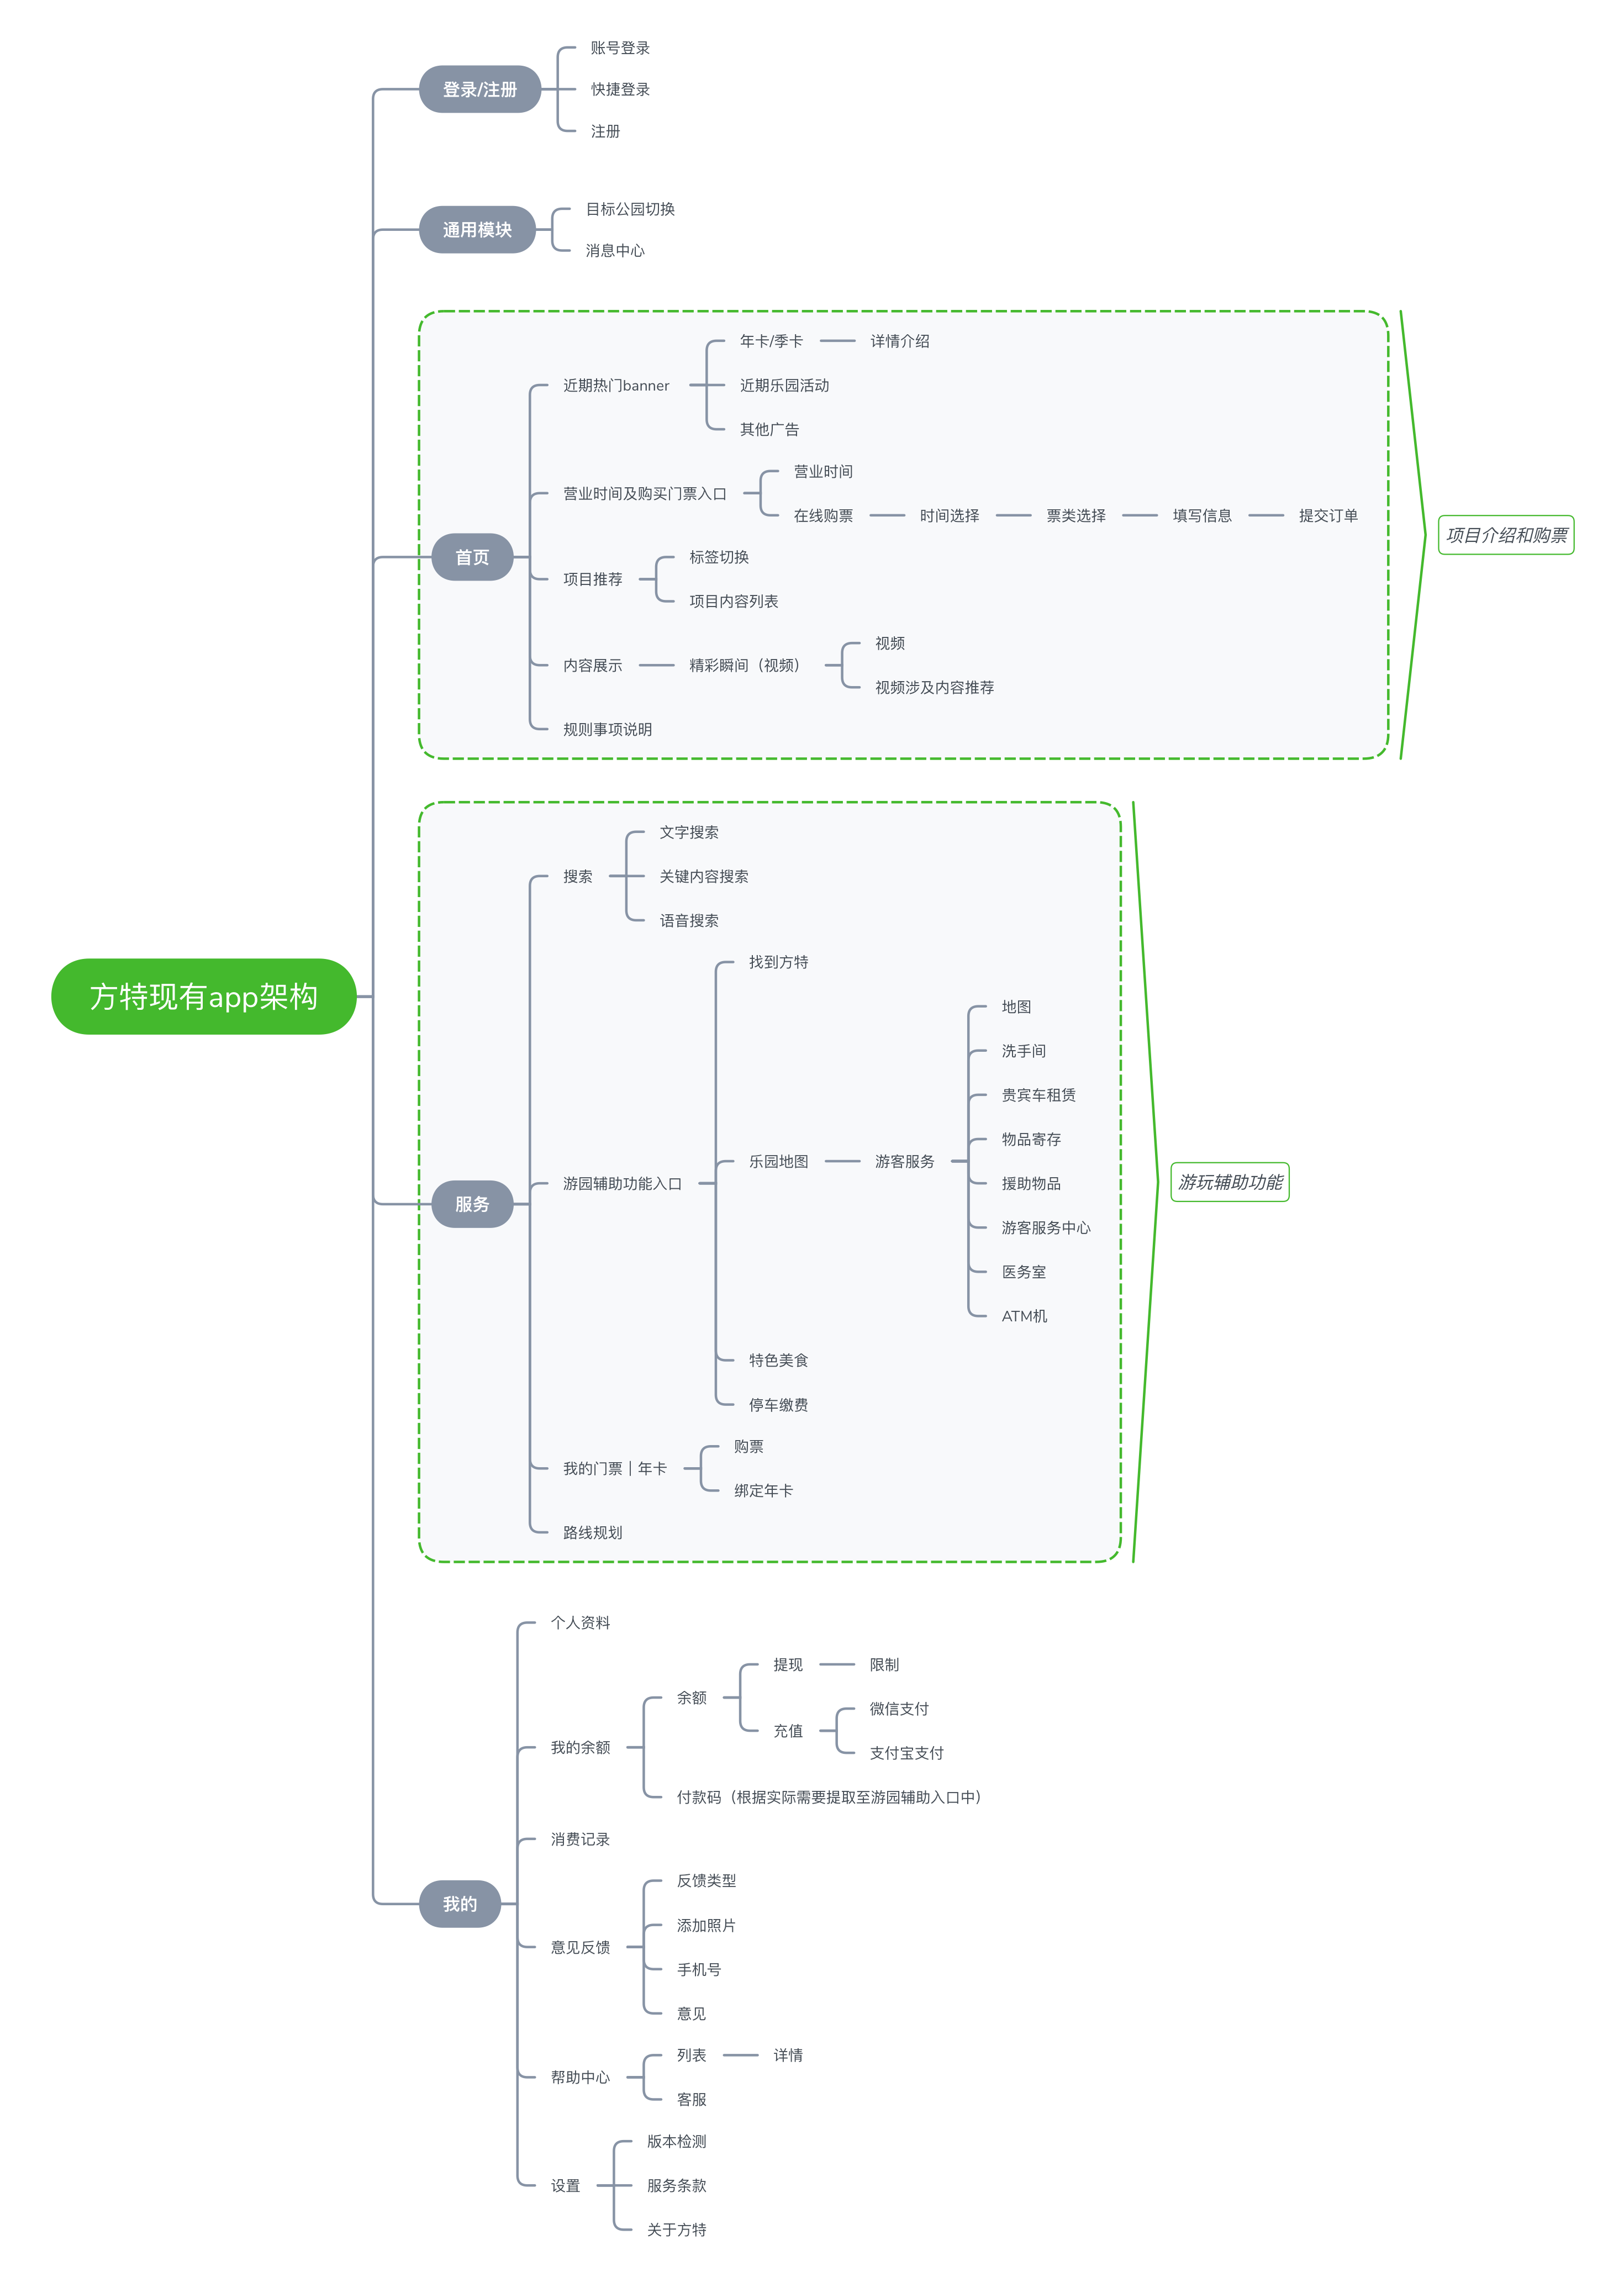 方特现有app架构
登录/注册
账号登录
快捷登录
注册
通用模块
目标公园切换
消息中心
首页
近期热门banner
年卡/季卡
详情介绍
近期乐园活动
其他广告
营业时间及购买门票入口
营业时间
在线购票
时间选择
票类选择
填写信息
提交订单
项目推荐
标签切换
项目内容列表
内容展示
精彩瞬间（视频）
视频
视频涉及内容推荐
规则事项说明
项目介绍和购票
服务
搜索
文字搜索
关键内容搜索
语音搜索
游园辅助功能入口
找到方特
乐园地图
游客服务
地图
洗手间
贵宾车租赁
物品寄存
援助物品
游客服务中心
医务室
ATM机
特色美食
停车缴费
我的门票｜年卡
购票
绑定年卡
路线规划
游玩辅助功能
我的
个人资料
我的余额
余额
提现
限制
充值
微信支付
支付宝支付
付款码（根据实际需要提取至游园辅助入口中）
消费记录
意见反馈
反馈类型
添加照片
手机号
意见
帮助中心
列表
详情
客服
设置
版本检测
服务条款
关于方特